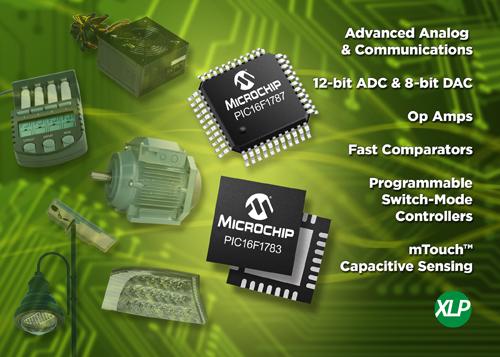 Advanced Analog
& Communications
12-bit ADC & 8-bit DAC
Op Amps
Fast Comparators
Programmable
Switch-Mode
Controllers
mTouch™
Capacitive Sensing
XLP
MICROCHIP
PIC16F1787
MICROCHIP
PIC16F1783